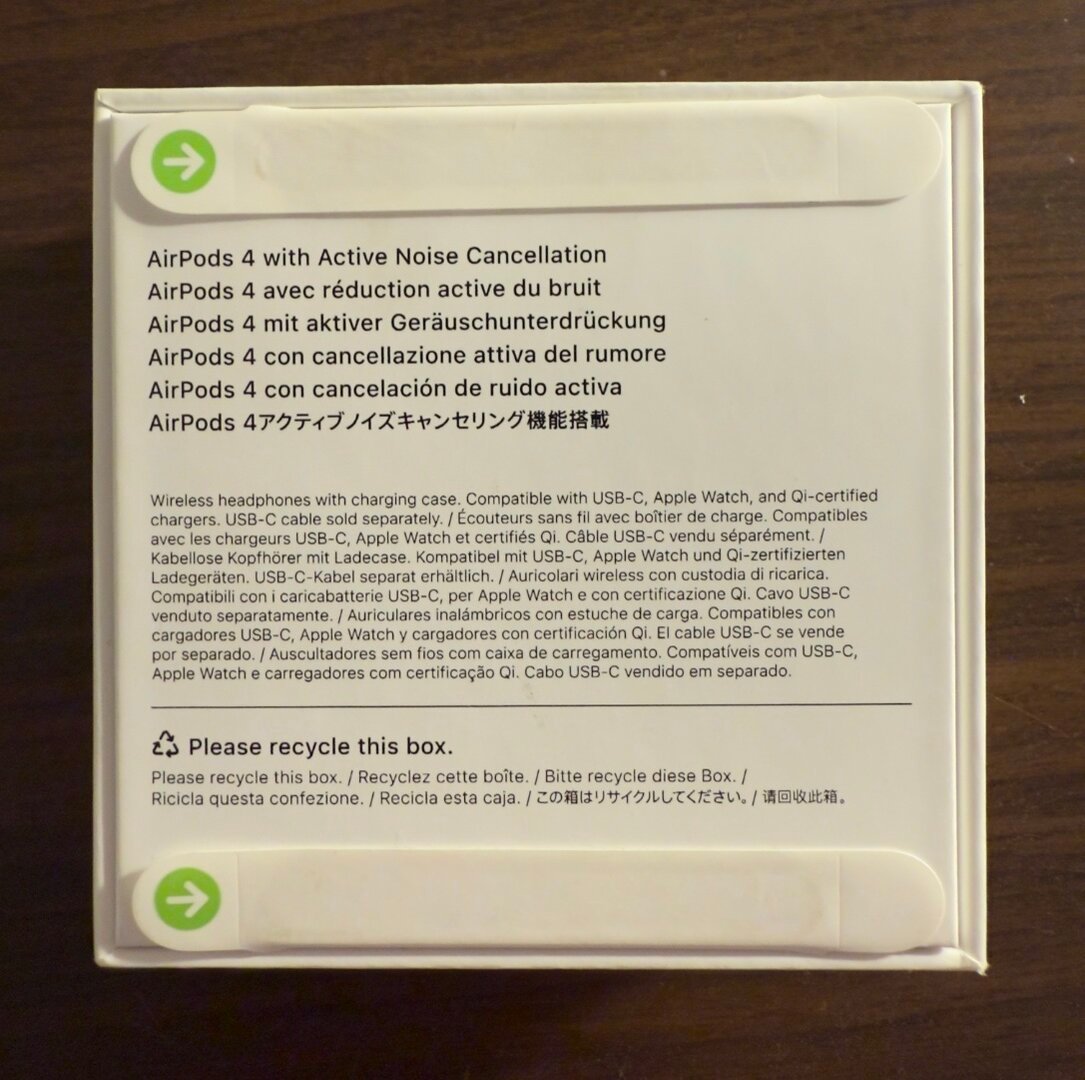 AirPods 4 with Active Noise Cancellation
AirPods 4 avec réduction active du bruit
AirPods 4 mit aktiver Geräuschunterdrückung
AirPods 4 con cancellazione attiva del rumore
AirPods 4 con cancelación de ruido activa
AirPods 4アクティブノイズキャンセリング機能搭載
Wireless headphones with charging case. Compatible with USB-C, Apple Watch, and Qi-certified
chargers. USB-C cable sold separately. / Écouteurs sans fil avec boîtier de charge. Compatibles
avec les chargeurs USB-C, Apple Watch et certifiés Qi. Câble USB-C vendu séparément. /
Kabellose Kopfhörer mit Ladecase. Kompatibel mit USB-C, Apple Watch und Qi-zertifizierten
Ladegeräten. USB-C-Kabel separat erhältlich. / Auricolari wireless con custodia di ricarica.
Compatibili con i caricabatterie USB-C, per Apple Watch e con certificazione Qi. Cavo USB-C
venduto separatamente. / Auriculares inalámbricos con estuche de carga. Compatibles con
cargadores USB-C, Apple Watch y cargadores con certificación Qi. El cable USB-C se vende
por separado. / Auscultadores sem fios com caixa de carregamento. Compatíveis com USB-C,
Apple Watch e carregadores com certificação Qi. Cabo USB-C vendido em separado.
Please recycle this box.
Please recycle this box. / Recyclez cette boîte. / Bitte recycle diese Box. /
Ricicla questa confezione. / Recicla esta caja. / この箱はリサイクルしてください。/ 请回收此箱。